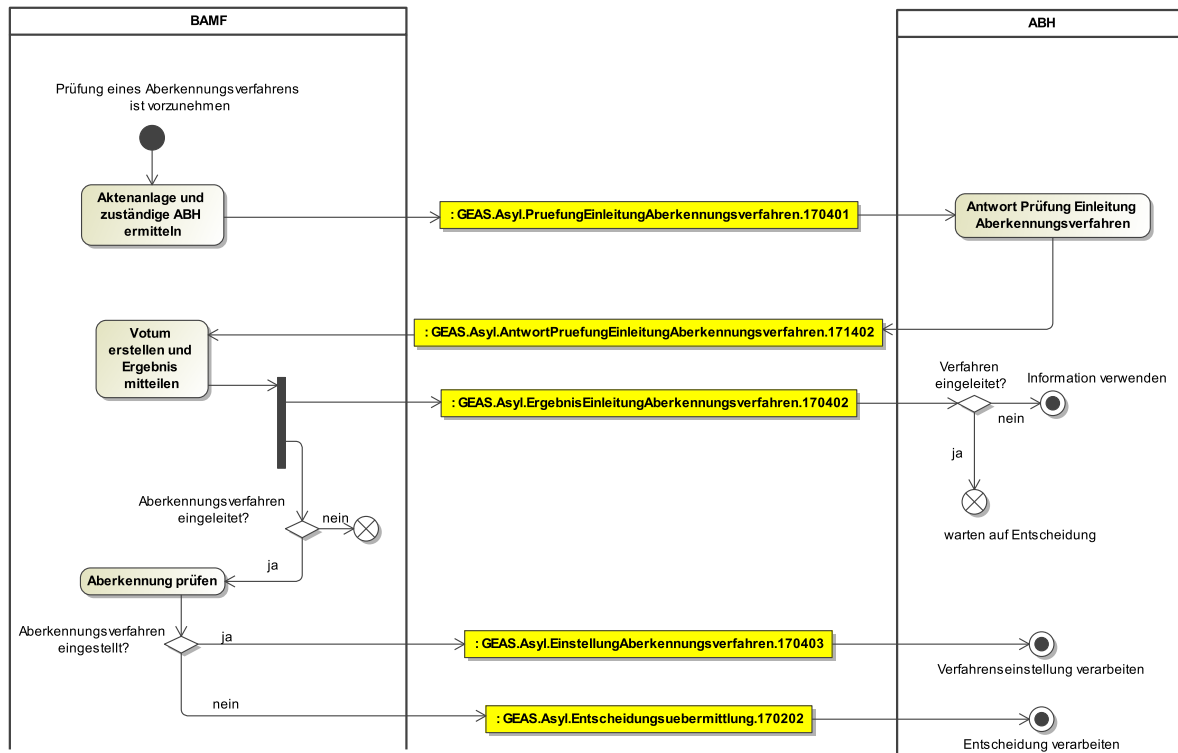 BAMF
ABH
Prüfung eines Aberkennungsverfahrens
ist vorzunehmen
Aktenanlage und
zuständige ABH
ermitteln
: GEAS.Asyl.PruefungEinleitungAberkennungsverfahren.170401
Antwort Prüfung Einleitung
Aberkennungsverfahren
Votum
erstellen und
Ergebnis
mitteilen
: GEAS.Asyl.AntwortPruefungEinleitungAberkennungsverfahren.171402
: GEAS.Asyl.ErgebnisEinleitungAberkennungsverfahren.170402
Verfahren
eingeleitet?
Information verwenden
nein
ja
warten auf Entscheidung
Aberkennungsverfahren
eingeleitet?
nein
ja
Aberkennung prüfen
Aberkennungsverfahren
eingestellt?
ja
: GEAS.Asyl.EinstellungAberkennungsverfahren.170403
Verfahrenseinstellung verarbeiten
nein
: GEAS.Asyl.Entscheidungsuebermittlung.170202
Entscheidung verarbeiten